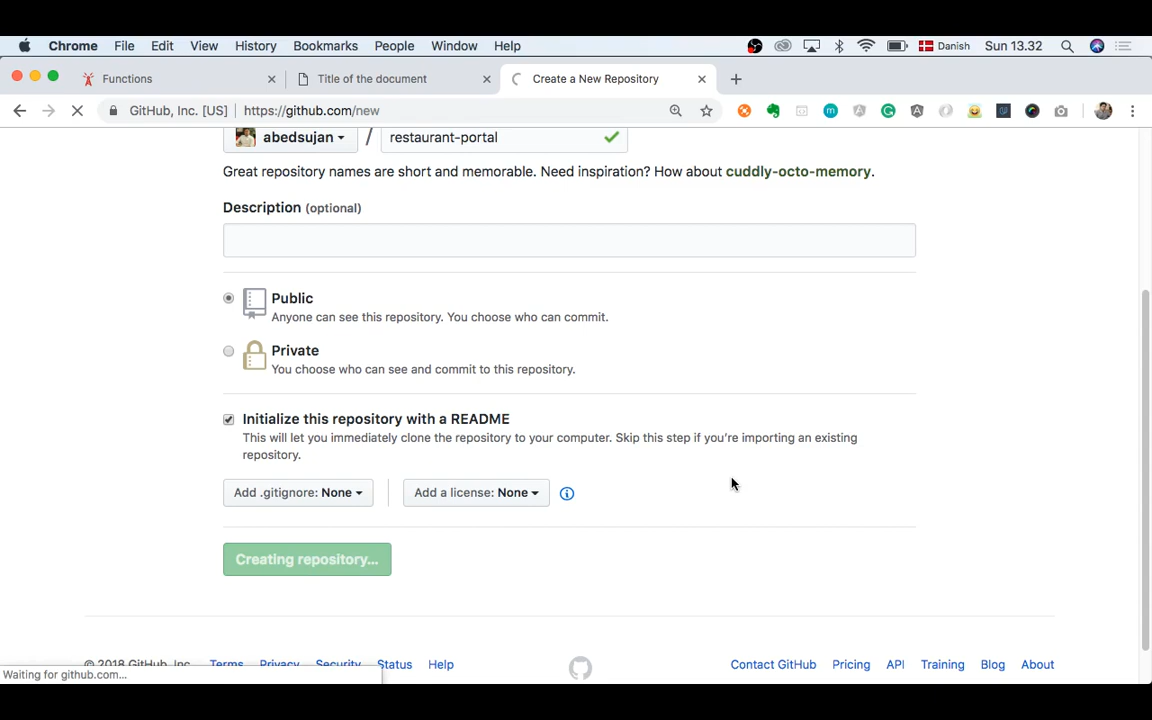 Chrome File Edit View History Bookmarks People Window Help Danish Sun 13.32
Functions Title of the document Create a New Repository
GitHub, Inc. [US] https://github.com/new
abedsujan / restaurant-portal
Great repository names are short and memorable. Need inspiration? How about cuddly-octo-memory.
Description (optional)
Public
Anyone can see this repository. You choose who can commit.
Private
You choose who can see and commit to this repository.
Initialize this repository with a README
This will let you immediately clone the repository to your computer. Skip this step if you're importing an existing
repository.
Add .gitignore: None Add a license: None
Creating repository...
© 2018 GitHub, Inc. Terms Privacy Security Status Help Contact GitHub Pricing API Training Blog About
Waiting for github.com...